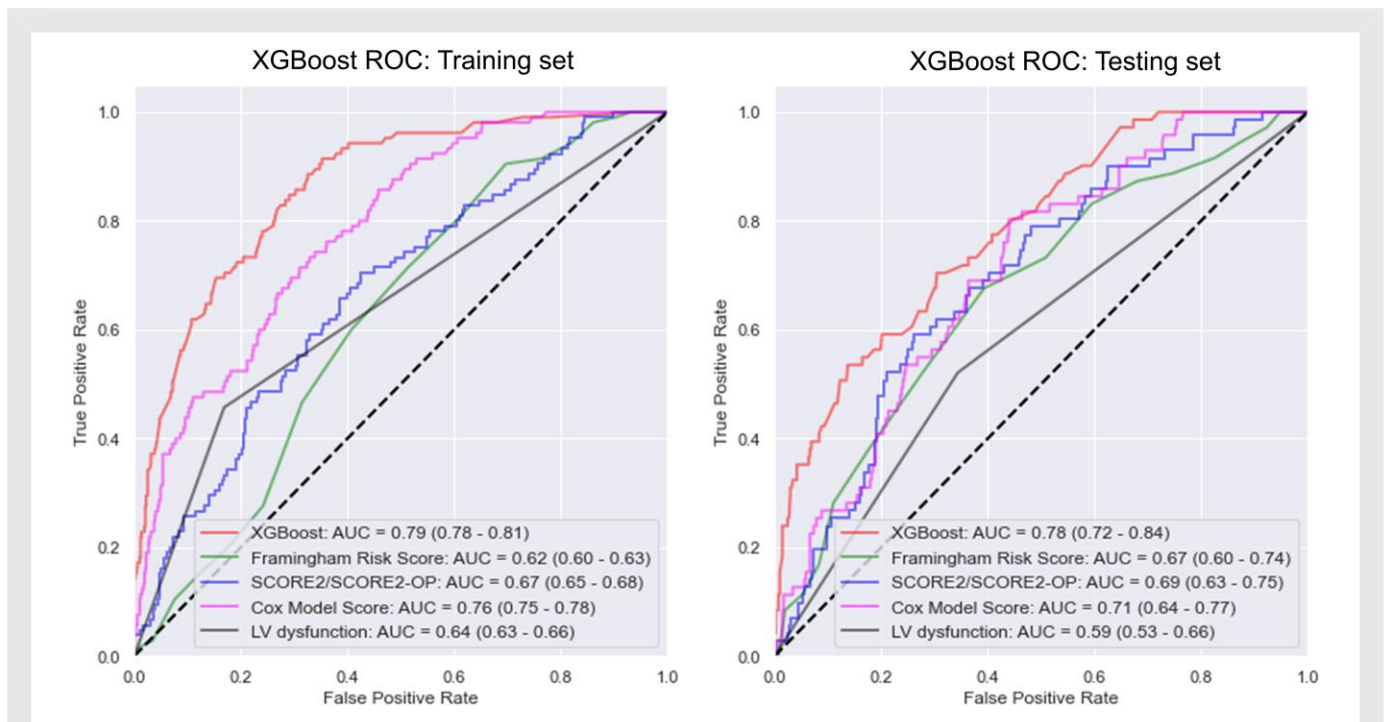 XGBoost ROC: Training set
1.0
0.8
0.6
0.4
0.2
0.0
True Positive Rate
XGBoost: AUC = 0.79 (0.78 - 0.81)
Framingham Risk Score: AUC = 0.62 (0.60 - 0.63)
SCORE2/SCORE2-OP: AUC = 0.67 (0.65 - 0.68)
Cox Model Score: AUC = 0.76 (0.75 - 0.78)
LV dysfunction: AUC = 0.64 (0.63 - 0.66)
0.0 0.2 0.4 0.6 0.8 1.0
False Positive Rate
XGBoost ROC: Testing set
1.0
0.8
0.6
0.4
0.2
0.0
True Positive Rate
XGBoost: AUC = 0.78 (0.72 - 0.84)
Framingham Risk Score: AUC = 0.67 (0.60 - 0.74)
SCORE2/SCORE2-OP: AUC = 0.69 (0.63 - 0.75)
Cox Model Score: AUC = 0.71 (0.64 - 0.77)
LV dysfunction: AUC = 0.59 (0.53 - 0.66)
0.0 0.2 0.4 0.6 0.8 1.0
False Positive Rate